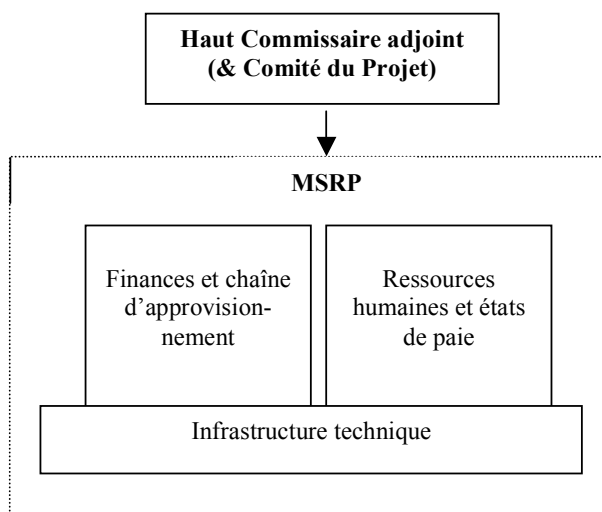 Haut Commissaire adjoint
(& Comité du Projet)
MSRP
Finances et chaîne
d’approvision-
nement
Ressources
humaines et états
de paie
Infrastructure technique